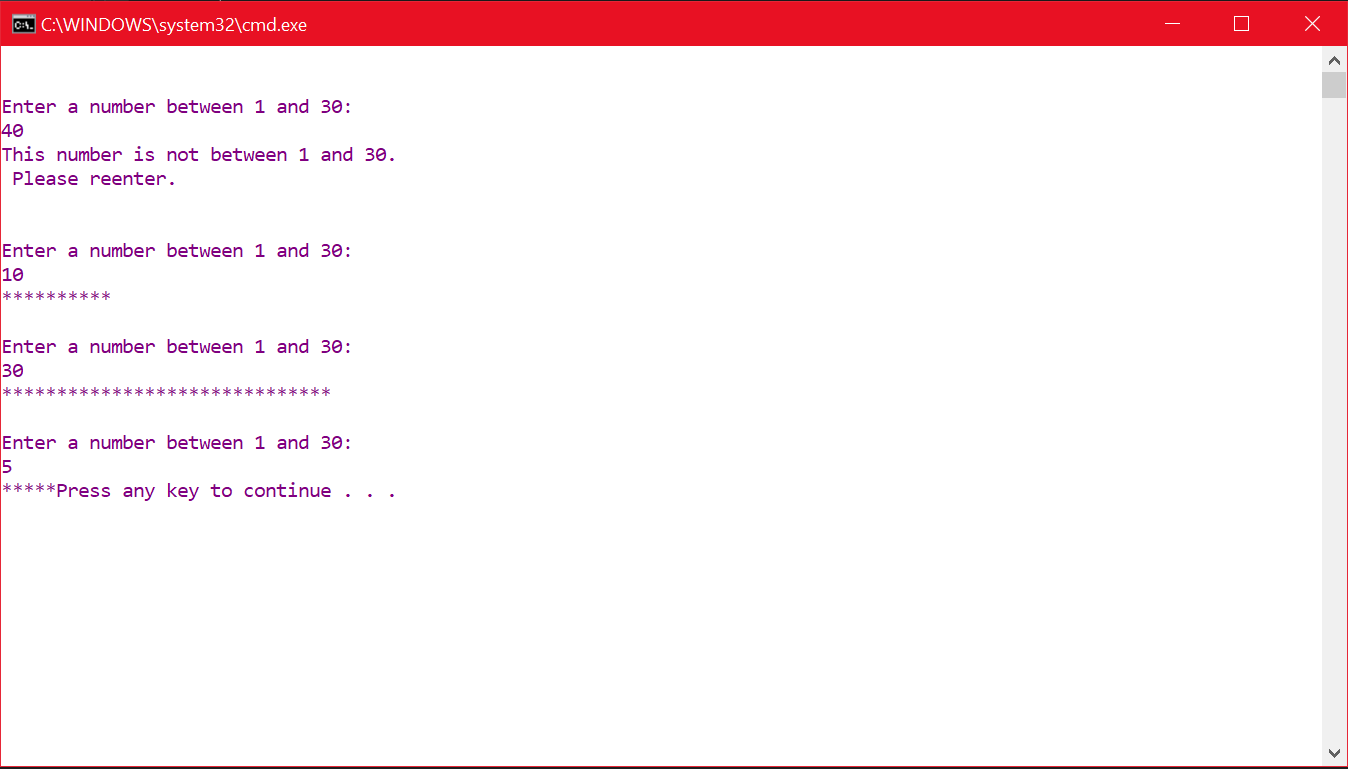 C:\WINDOWS\system32\cmd.exe
Enter a number between 1 and 30:
40
This number is not between 1 and 30.
 Please reenter.
Enter a number between 1 and 30:
10
**********
Enter a number between 1 and 30:
30
******************************
Enter a number between 1 and 30:
5
*****Press any key to continue . . .